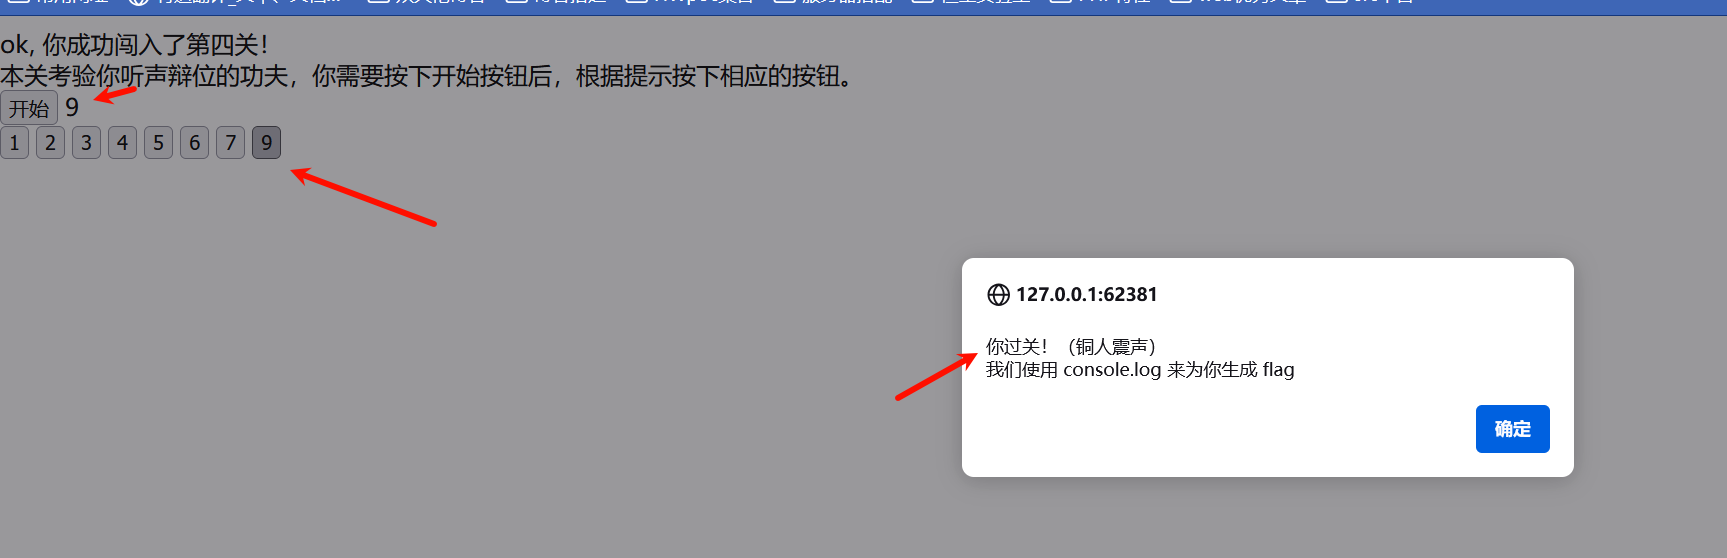 ok, 你成功闯入了第四关！
本关考验你听声辩位的功夫，你需要按下开始按钮后，根据提示按下相应的按钮。
开始 9
1 2 3 4 5 6 7 9
127.0.0.1:62381
你过关！（铜人震声）
我们使用 console.log 来为你生成 flag
确定